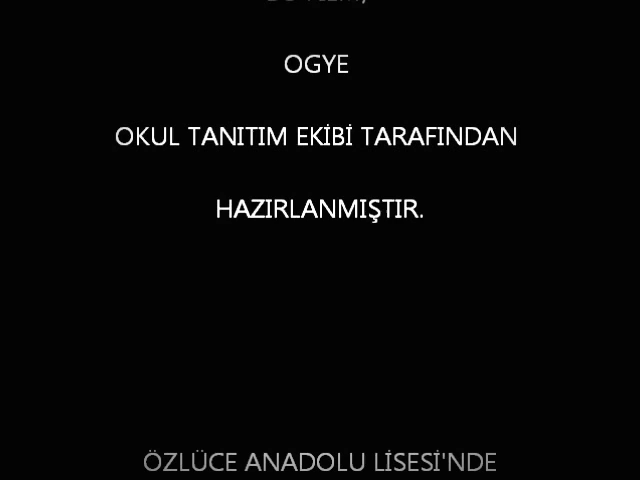 OGYE
OKUL TANITIM EKİBİ TARAFINDAN
HAZIRLANMIŞTIR.
ÖZLÜCE ANADOLU LİSESİ'NDE